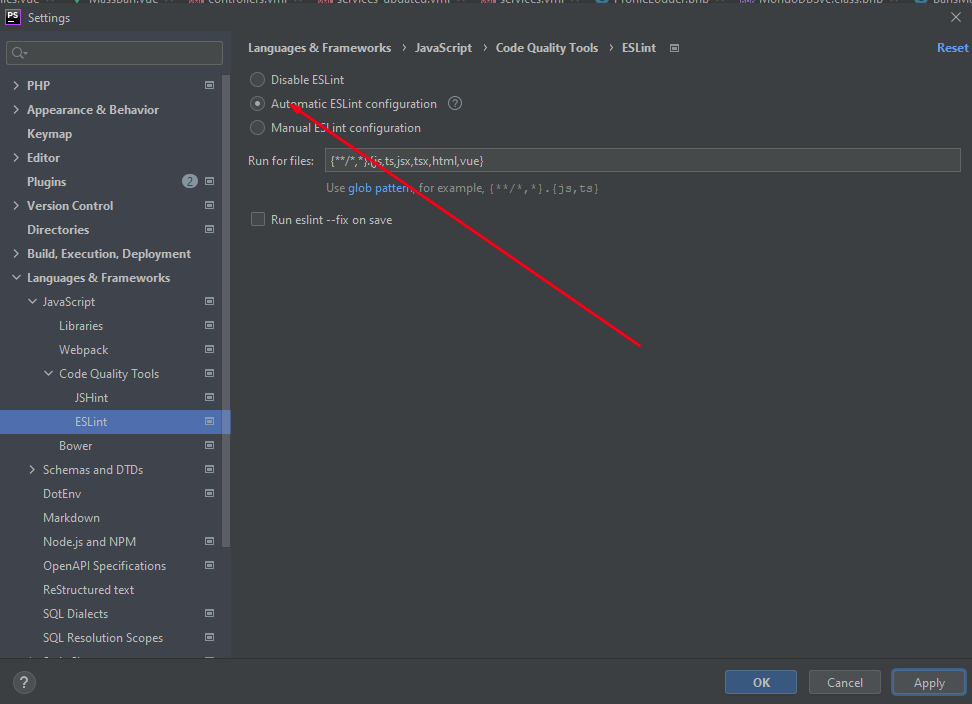 PS Settings
Languages & Frameworks › JavaScript › Code Quality Tools › ESLint Reset
Disable ESLint
Automatic ESLint configuration ?
Manual ESLint configuration
Run for files: {**/*,*}.{js,ts,jsx,tsx,html,vue}
Use glob pattern, for example, {**/*,*}.{js,ts}
Run eslint --fix on save
PHP
Appearance & Behavior
Keymap
Editor
Plugins 2
Version Control
Directories
Build, Execution, Deployment
Languages & Frameworks
JavaScript
Libraries
Webpack
Code Quality Tools
JSHint
ESLint
Bower
Schemas and DTDs
DotEnv
Markdown
Node.js and NPM
OpenAPI Specifications
ReStructured text
SQL Dialects
SQL Resolution Scopes
? OK Cancel Apply